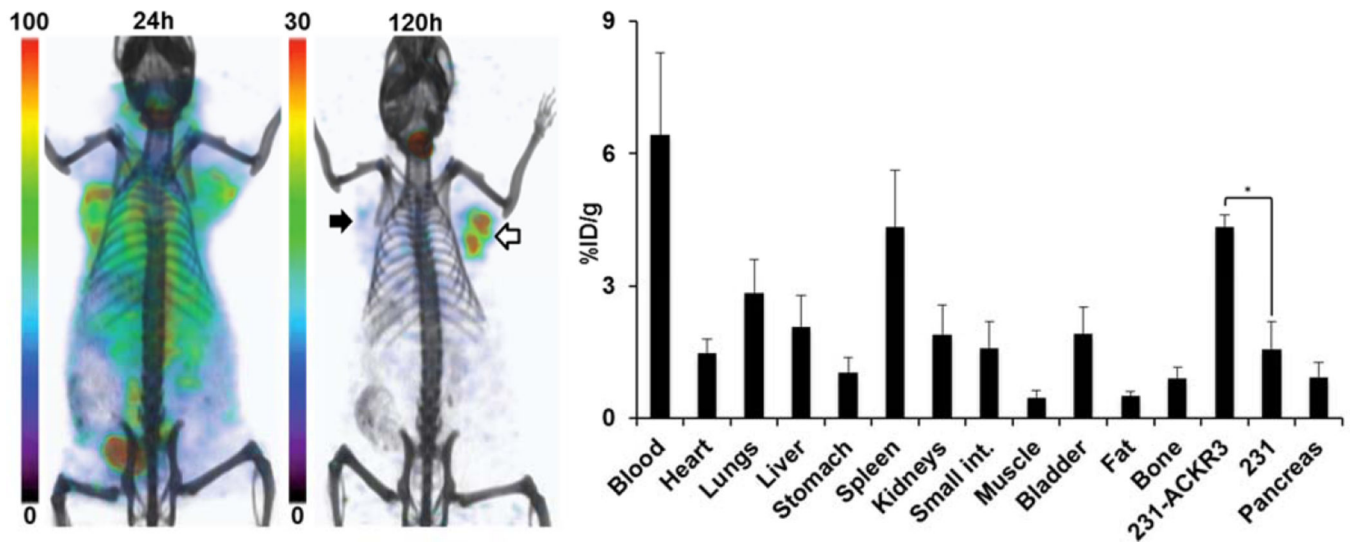 100 24h 30 120h
0 0
%ID/g
9
6
3
0
*
Blood
Heart
Lungs
Liver
Stomach
Spleen
Kidneys
Small int.
Muscle
Bladder
Fat
Bone
231-ACKR3
231
Pancreas